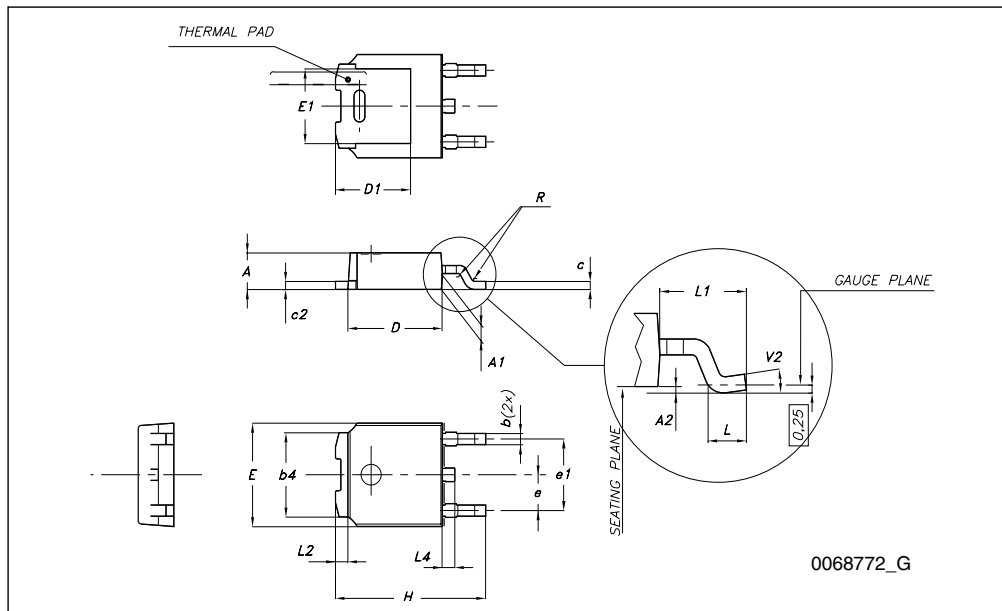 THERMAL PAD
E1
D1
R
A
c
c2
D
A1
L1
GAUGE PLANE
V2
A2
L
0,25
SEATING PLANE
b(2x)
E
b4
e1
e
L2
L4
H
0068772_G